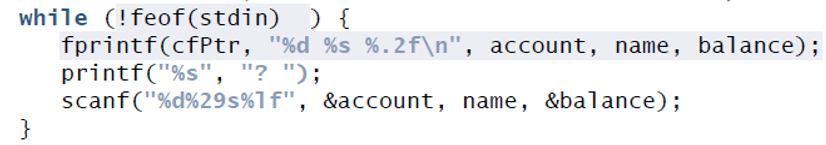 while (!feof(stdin)  ) {
   fprintf(cfPtr, "%d %s %.2f\n", account, name, balance);
   printf("%s", "? ");
   scanf("%d%29s%lf", &account, name, &balance);
}